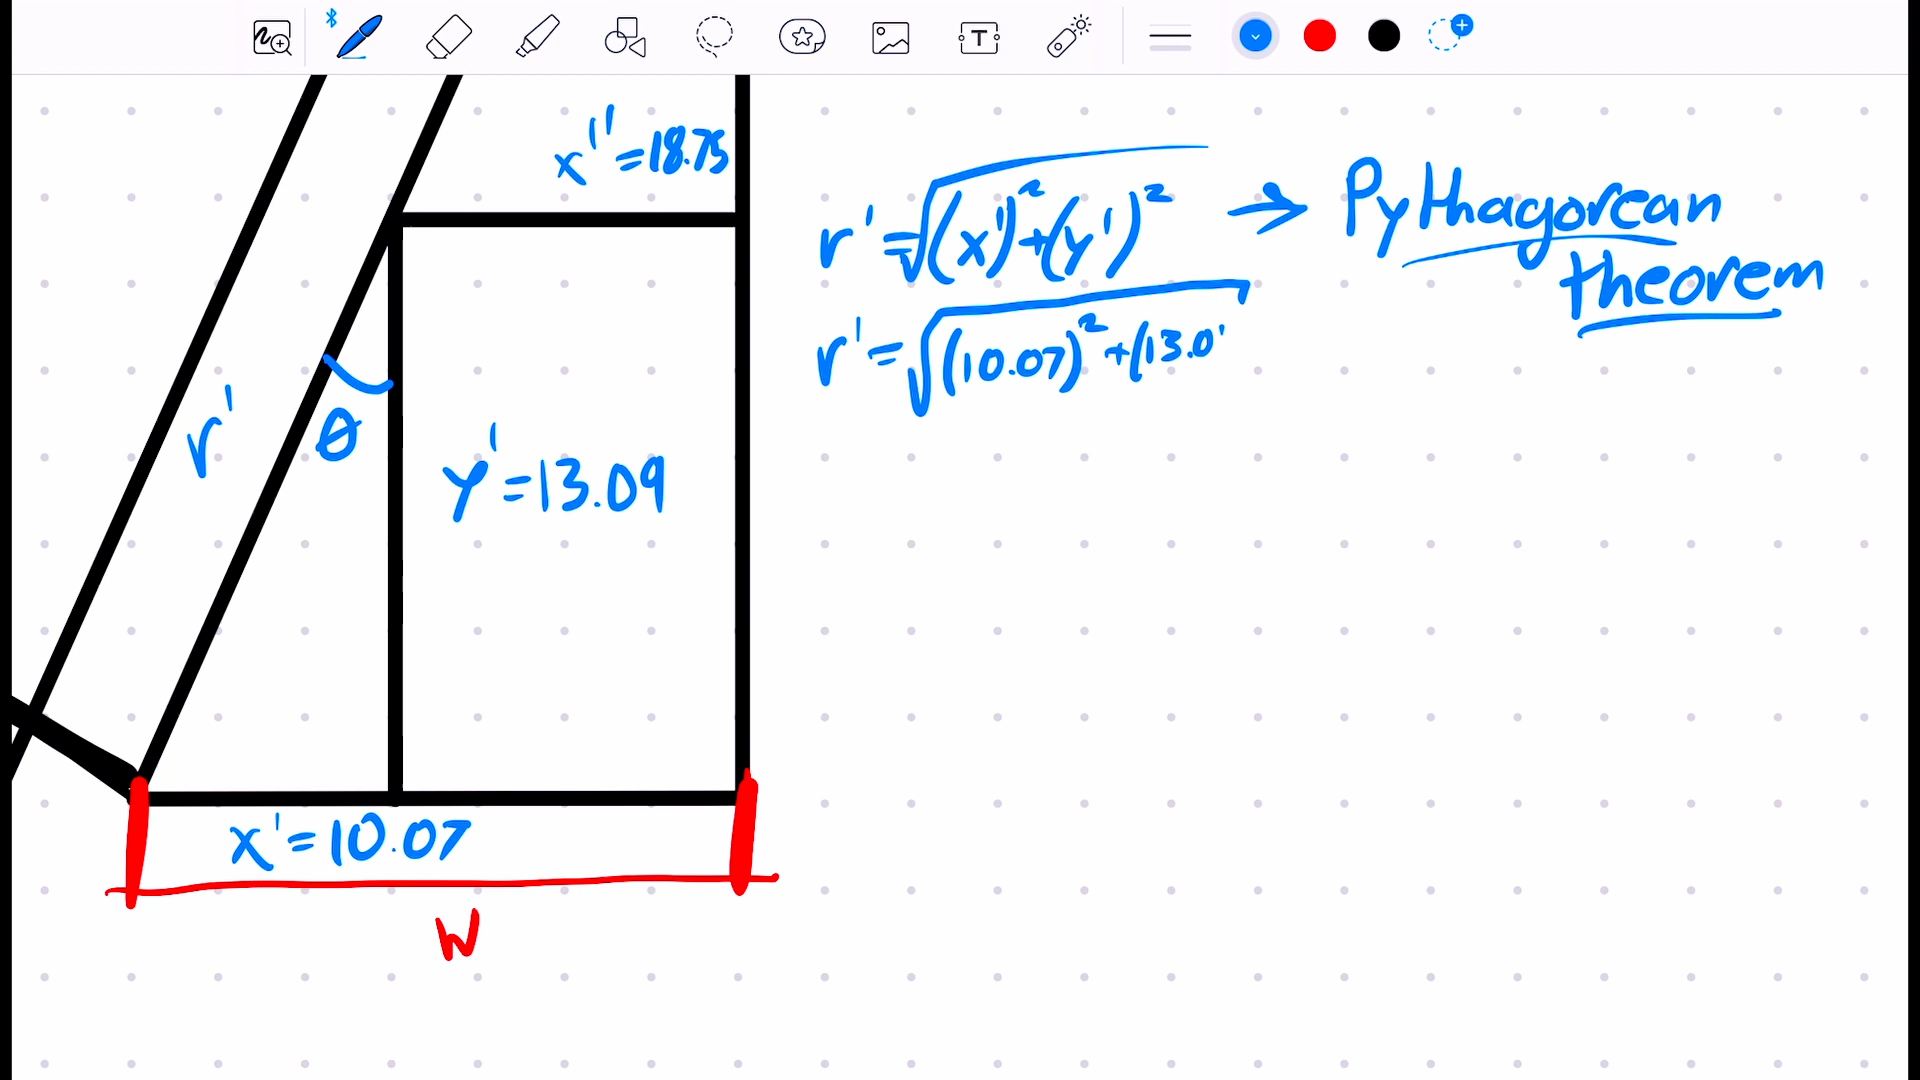 x''=18.75
r'=√(x')²+(y')² → Pythagorean
theorem
r'=√(10.07)²+(13.0'
r'
θ
y'=13.09
x'=10.07
W
T